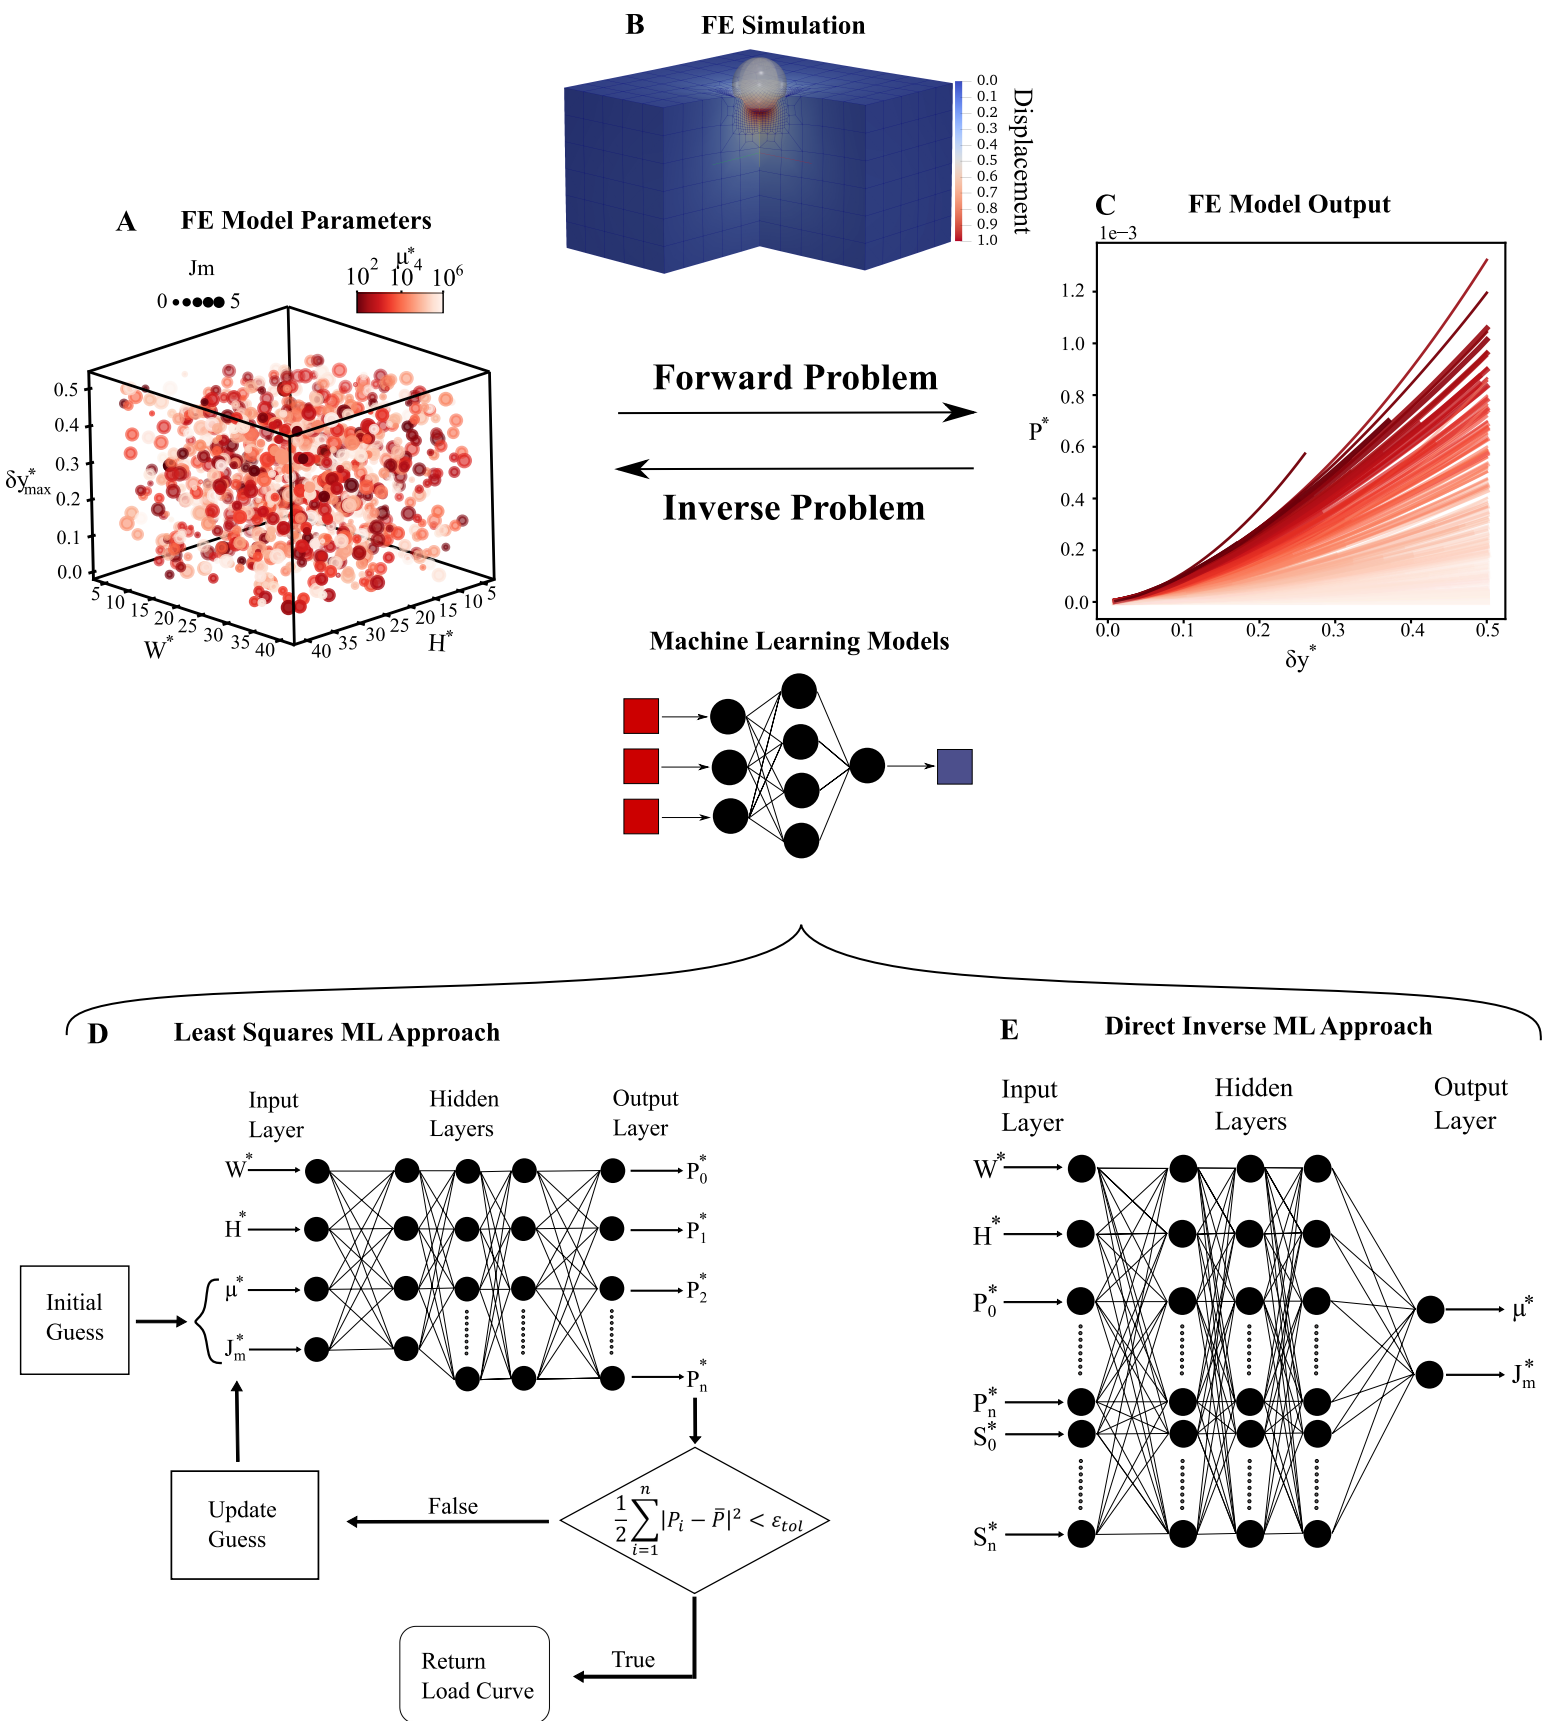 B FE Simulation
0.0
0.1
0.2
0.3
0.4
0.5
0.6
0.7
0.8
0.9
1.0
Displacement
A FE Model Parameters
Jm
0 5
μ*
10² 10⁴ 10⁶
0.5
0.4
0.3
0.2
0.1
0.0
δy*max
5 10 15 20 25 30 35 40
W*
40 35 30 25 20 15 10 5
H*
C FE Model Output
1e−3
1.2
1.0
0.8
0.6
0.4
0.2
0.0
P*
0.0 0.1 0.2 0.3 0.4 0.5
δy*
Forward Problem
Inverse Problem
Machine Learning Models
D Least Squares ML Approach
Input
Layer
Hidden
Layers
Output
Layer
W*
H*
μ*
J*m
P*0
P*1
P*2
P*n
Initial
Guess
Update
Guess
False
1/2 ∑ i=1 n |Pi − P̄|² < εtol
True
Return
Load Curve
E Direct Inverse ML Approach
Input
Layer
Hidden
Layers
Output
Layer
W*
H*
P*0
P*n
S*0
S*n
μ*
J*m